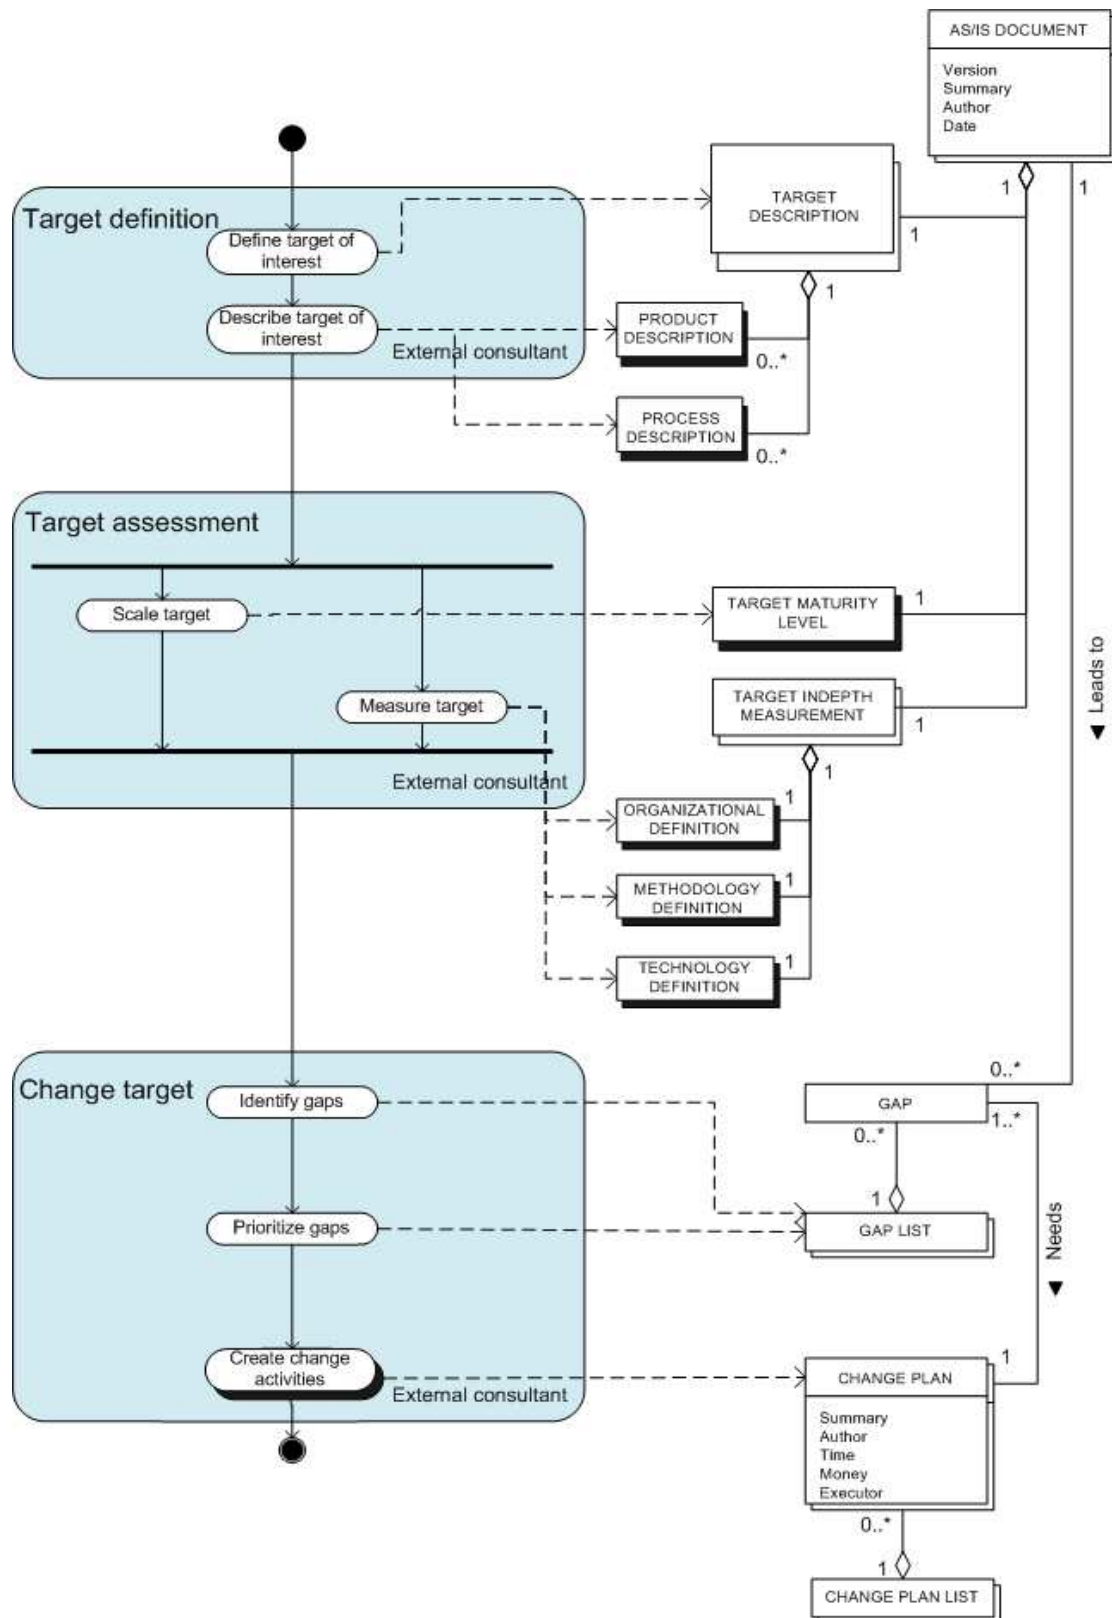 AS/IS DOCUMENT
Version
Summary
Author
Date
1
1
Target definition
Define target of
interest
TARGET
DESCRIPTION
1
1
Describe target of
interest
External consultant
PRODUCT
DESCRIPTION
0..*
PROCESS
DESCRIPTION
0..*
Target assessment
Scale target
TARGET MATURITY
LEVEL
1
Measure target
TARGET INDEPTH
MEASUREMENT
1
1
◄ Leads to
External consultant
ORGANIZATIONAL
DEFINITION
1
METHODOLOGY
DEFINITION
1
TECHNOLOGY
DEFINITION
1
Change target
Identify gaps
0..*
GAP
1..*
0..*
1
Prioritize gaps
GAP LIST
◄ Needs
Create change
activities
External consultant
1
CHANGE PLAN
Summary
Author
Time
Money
Executor
0..*
1
CHANGE PLAN LIST